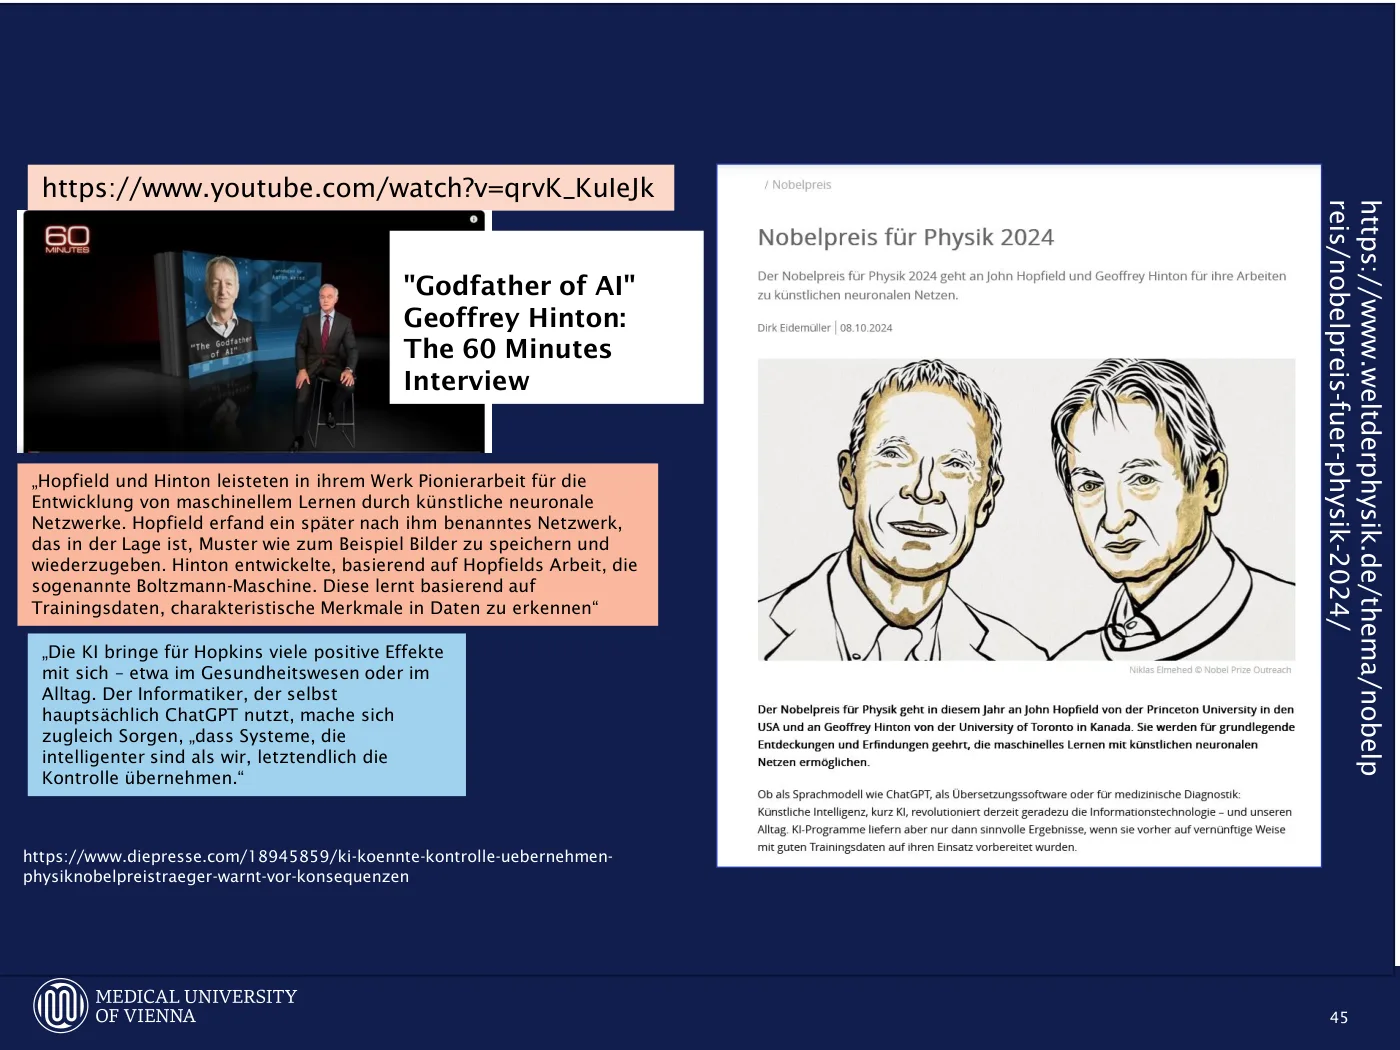 https://www.youtube.com/watch?v=qrvK_KuIeJk
60
MINUTES
"The Godfather
of AI"
"Godfather of AI"
Geoffrey Hinton:
The 60 Minutes
Interview
„Hopfield und Hinton leisteten in ihrem Werk Pionierarbeit für die
Entwicklung von maschinellem Lernen durch künstliche neuronale
Netzwerke. Hopfield erfand ein später nach ihm benanntes Netzwerk,
das in der Lage ist, Muster wie zum Beispiel Bilder zu speichern und
wiederzugeben. Hinton entwickelte, basierend auf Hopfields Arbeit, die
sogenannte Boltzmann-Maschine. Diese lernt basierend auf
Trainingsdaten, charakteristische Merkmale in Daten zu erkennen“
„Die KI bringe für Hopkins viele positive Effekte
mit sich – etwa im Gesundheitswesen oder im
Alltag. Der Informatiker, der selbst
hauptsächlich ChatGPT nutzt, mache sich
zugleich Sorgen, „dass Systeme, die
intelligenter sind als wir, letztendlich die
Kontrolle übernehmen.“
https://www.diepresse.com/18945859/ki-koennte-kontrolle-uebernehmen-
physiknobelpreistraeger-warnt-vor-konsequenzen
/ Nobelpreis
Nobelpreis für Physik 2024
Der Nobelpreis für Physik 2024 geht an John Hopfield und Geoffrey Hinton für ihre Arbeiten
zu künstlichen neuronalen Netzen.
Dirk Eidemüller | 08.10.2024
Niklas Elmehed © Nobel Prize Outreach
Der Nobelpreis für Physik geht in diesem Jahr an John Hopfield von der Princeton University in den
USA und an Geoffrey Hinton von der University of Toronto in Kanada. Sie werden für grundlegende
Entdeckungen und Erfindungen geehrt, die maschinelles Lernen mit künstlichen neuronalen
Netzen ermöglichen.
Ob als Sprachmodell wie ChatGPT, als Übersetzungssoftware oder für medizinische Diagnostik:
Künstliche Intelligenz, kurz KI, revolutioniert derzeit geradezu die Informationstechnologie – und unseren
Alltag. KI-Programme liefern aber nur dann sinnvolle Ergebnisse, wenn sie vorher auf vernünftige Weise
mit guten Trainingsdaten auf ihren Einsatz vorbereitet wurden.
https://www.weltderphysik.de/thema/nobelp
reis/nobelpreis-fuer-physik-2024/
MEDICAL UNIVERSITY
OF VIENNA
45